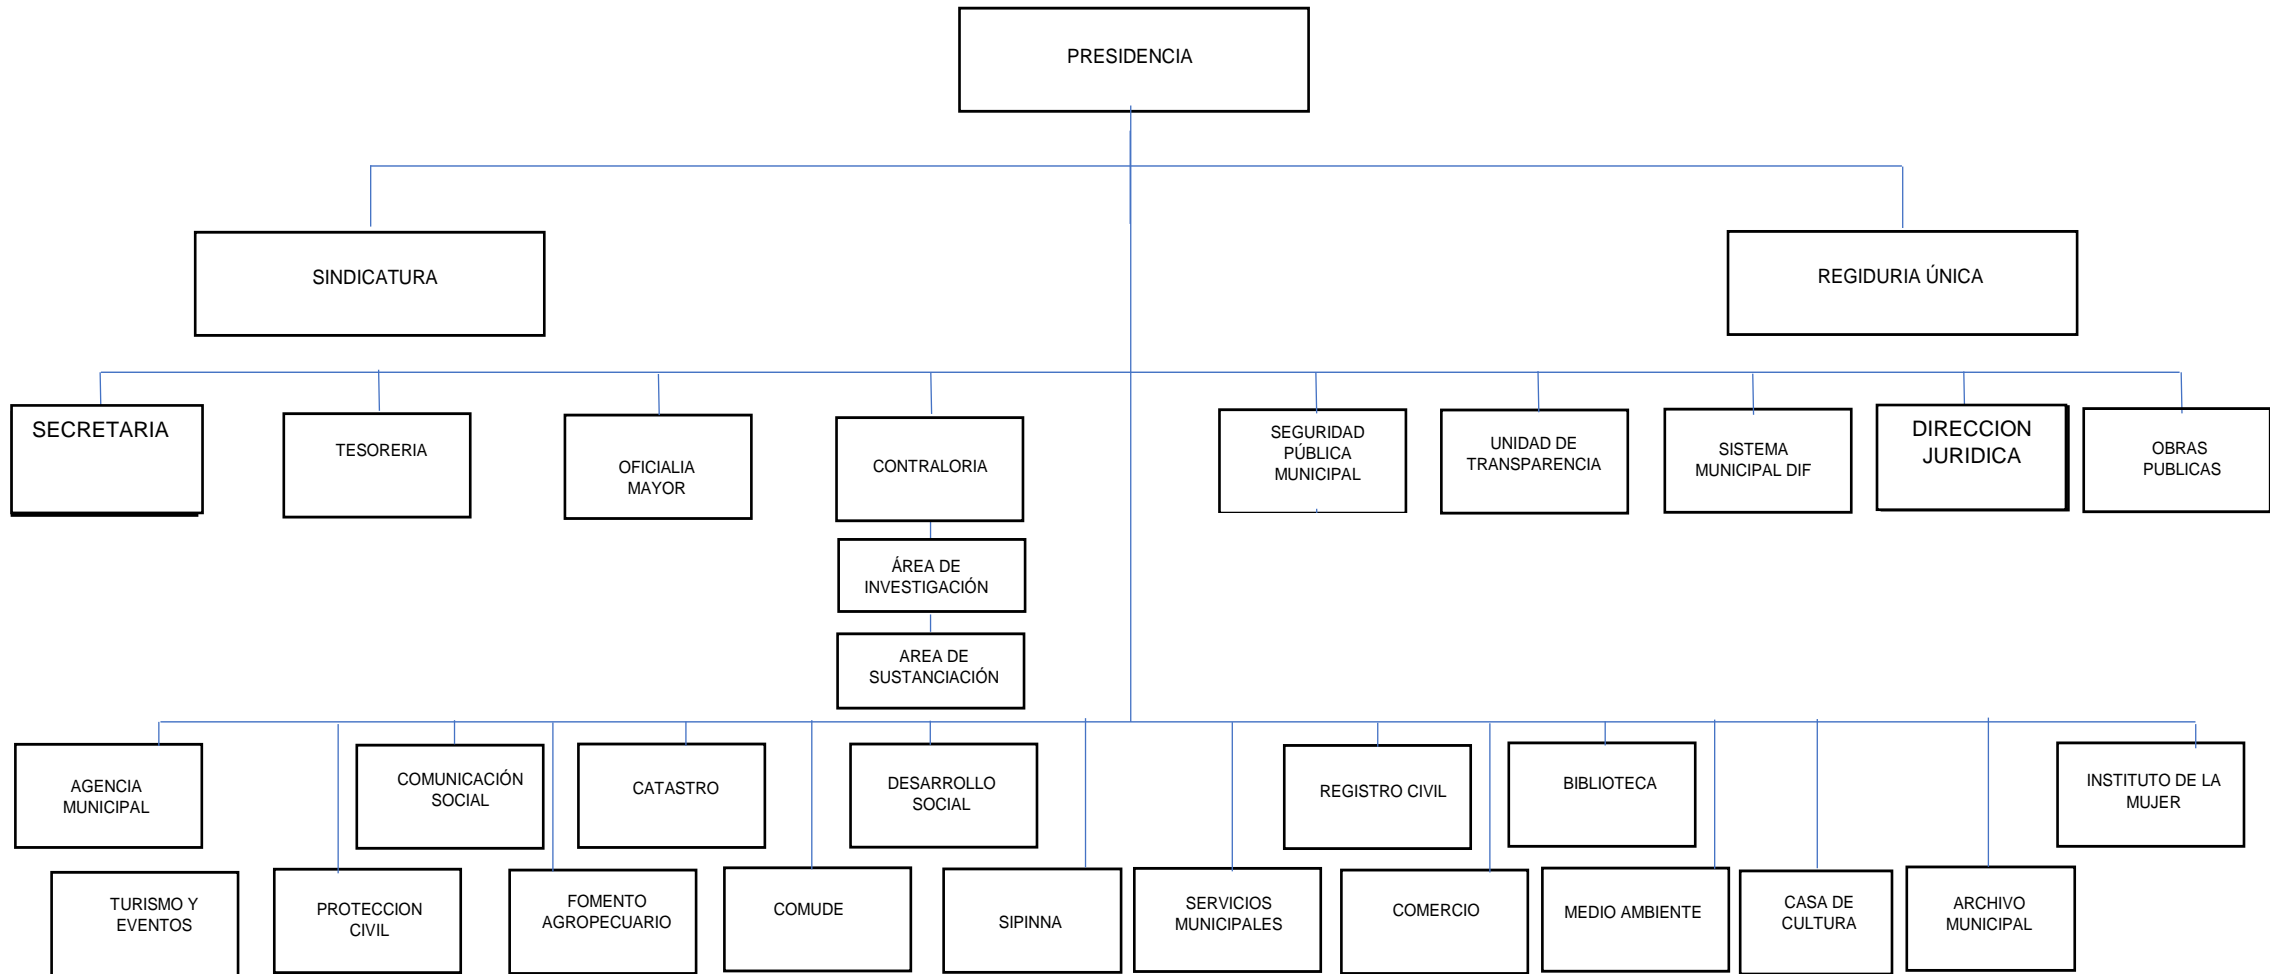 PRESIDENCIA
SINDICATURA
REGIDURIA ÚNICA
SECRETARIA
TESORERIA
OFICIALIA
MAYOR
CONTRALORIA
SEGURIDAD
PÚBLICA
MUNICIPAL
UNIDAD DE
TRANSPARENCIA
SISTEMA
MUNICIPAL DIF
DIRECCION
JURIDICA
OBRAS
PUBLICAS
ÁREA DE
INVESTIGACIÓN
AREA DE
SUSTANCIACIÓN
AGENCIA
MUNICIPAL
COMUNICACIÓN
SOCIAL
CATASTRO
DESARROLLO
SOCIAL
REGISTRO CIVIL
BIBLIOTECA
INSTITUTO DE LA
MUJER
TURISMO Y
EVENTOS
PROTECCION
CIVIL
FOMENTO
AGROPECUARIO
COMUDE
SIPINNA
SERVICIOS
MUNICIPALES
COMERCIO
MEDIO AMBIENTE
CASA DE
CULTURA
ARCHIVO
MUNICIPAL